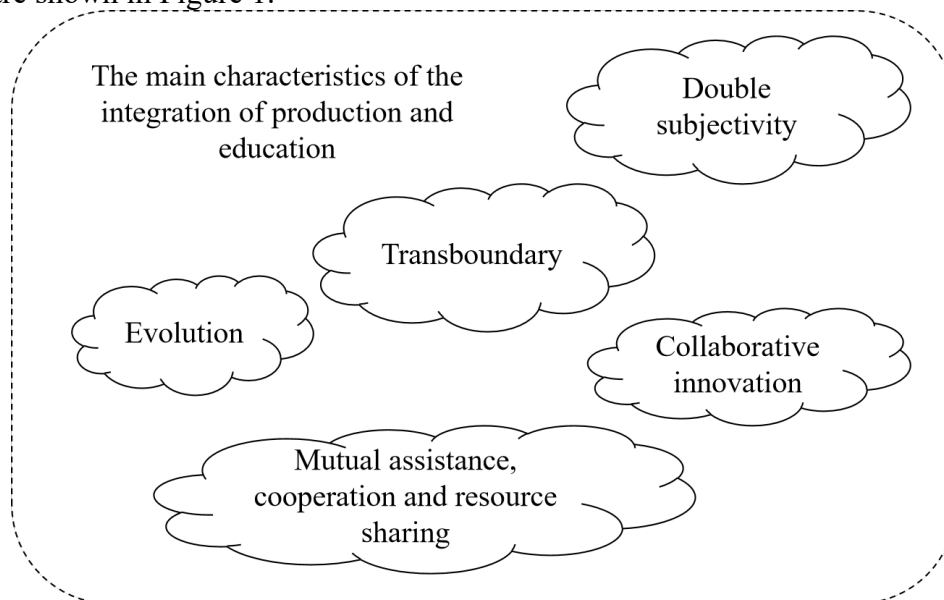 re shown in Figure 1.
The main characteristics of the
integration of production and
education
Double
subjectivity
Transboundary
Evolution
Collaborative
innovation
Mutual assistance,
cooperation and resource
sharing